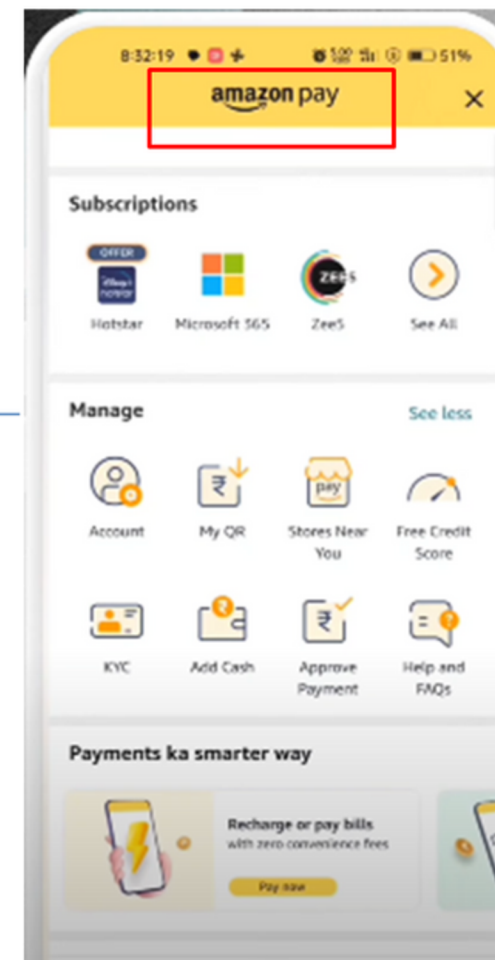 8:32:19 51%
amazon pay
Subscriptions
OFFER
hotstar ZEE5
Hotstar Microsoft 365 Zee5 See All
Manage See less
pay
Account My QR Stores Near You Free Credit Score
KYC Add Cash Approve Payment Help and FAQs
Payments ka smarter way
Recharge or pay bills
with zero convenience fees
Pay now